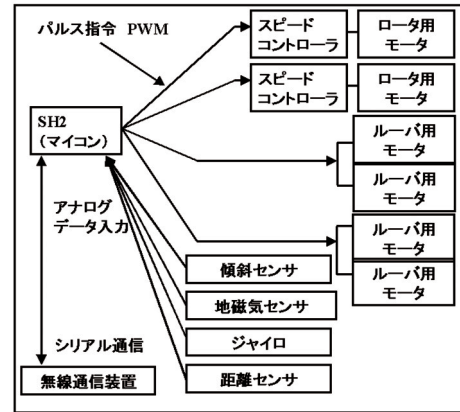 パルス指令 PWM
スピード
コントローラ
ロータ用
モータ
スピード
コントローラ
ロータ用
モータ
SH2
(マイコン)
ルーバ用
モータ
ルーバ用
モータ
アナログ
データ入力
ルーバ用
モータ
ルーバ用
モータ
傾斜センサ
地磁気センサ
シリアル通信
ジャイロ
無線通信装置
距離センサ